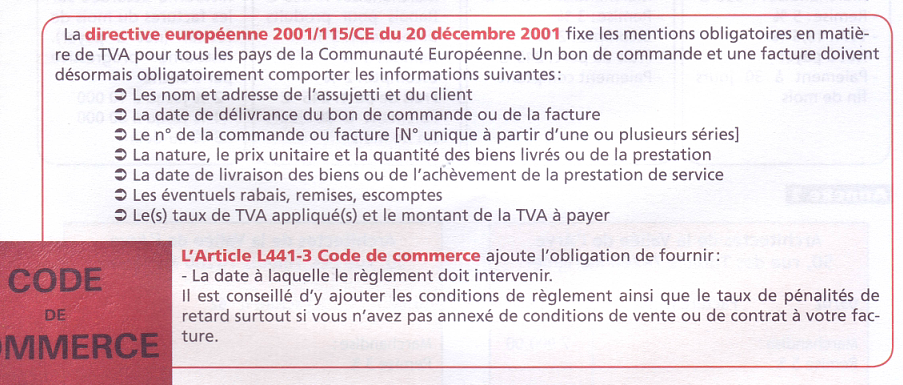 La directive européenne 2001/115/CE du 20 décembre 2001 fixe les mentions obligatoires en matiè-
re de TVA pour tous les pays de la Communauté Européenne. Un bon de commande et une facture doivent
désormais obligatoirement comporter les informations suivantes :
➲ Les nom et adresse de l'assujetti et du client
➲ La date de délivrance du bon de commande ou de la facture
➲ Le n° de la commande ou facture [N° unique à partir d'une ou plusieurs séries]
➲ La nature, le prix unitaire et la quantité des biens livrés ou de la prestation
➲ La date de livraison des biens ou de l'achèvement de la prestation de service
➲ Les éventuels rabais, remises, escomptes
➲ Le(s) taux de TVA appliqué(s) et le montant de la TVA à payer
L'Article L441-3 Code de commerce ajoute l'obligation de fournir :
- La date à laquelle le règlement doit intervenir.
Il est conseillé d'y ajouter les conditions de règlement ainsi que le taux de pénalités de
retard surtout si vous n'avez pas annexé de conditions de vente ou de contrat à votre fac-
ture.
CODE
DE
OMMERCE